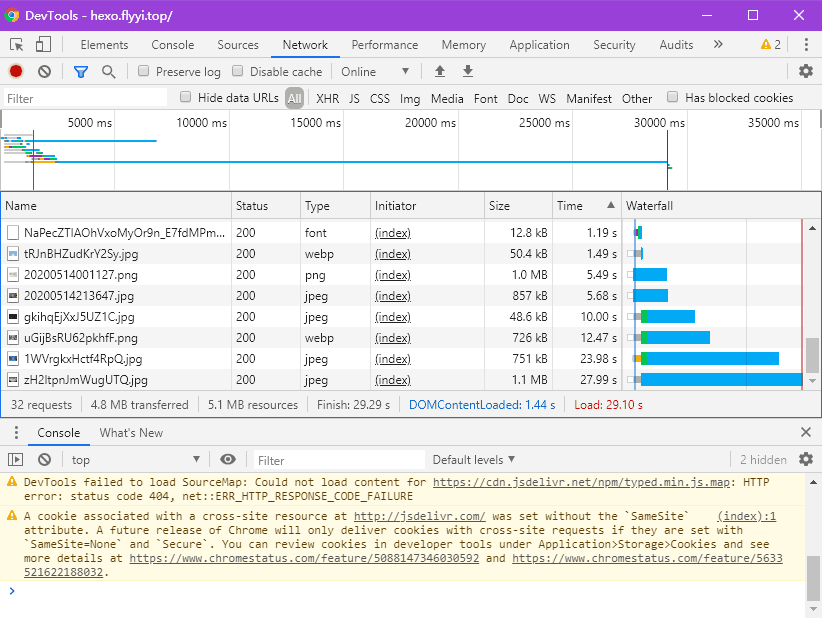 DevTools - hexo.flyyi.top/
Elements Console Sources Network Performance Memory Application Security Audits » 2
Preserve log Disable cache Online
Filter Hide data URLs All XHR JS CSS Img Media Font Doc WS Manifest Other Has blocked cookies
5000 ms 10000 ms 15000 ms 20000 ms 25000 ms 30000 ms 35000 ms
Name Status Type Initiator Size Time Waterfall
NaPecZTIAOhVxoMyOr9n_E7fdMPm... 200 font (index) 12.8 kB 1.19 s
tRJnBHZudKrY2Sy.jpg 200 webp (index) 50.4 kB 1.49 s
20200514001127.png 200 png (index) 1.0 MB 5.49 s
20200514213647.jpg 200 jpeg (index) 857 kB 5.68 s
gkihqEjXxJ5UZ1C.jpg 200 jpeg (index) 48.6 kB 10.00 s
uGijBsRU62pkhfF.png 200 webp (index) 726 kB 12.47 s
1WVrgkxHctf4RpQ.jpg 200 jpeg (index) 751 kB 23.98 s
zH2ltpnJmWugUTQ.jpg 200 jpeg (index) 1.1 MB 27.99 s
32 requests 4.8 MB transferred 5.1 MB resources Finish: 29.29 s DOMContentLoaded: 1.44 s Load: 29.10 s
Console What's New
top Filter Default levels 2 hidden
DevTools failed to load SourceMap: Could not load content for https://cdn.jsdelivr.net/npm/typed.min.js.map: HTTP
error: status code 404, net::ERR_HTTP_RESPONSE_CODE_FAILURE
A cookie associated with a cross-site resource at http://jsdelivr.com/ was set without the `SameSite` (index):1
attribute. A future release of Chrome will only deliver cookies with cross-site requests if they are set with
`SameSite=None` and `Secure`. You can review cookies in developer tools under Application>Storage>Cookies and see
more details at https://www.chromestatus.com/feature/5088147346030592 and https://www.chromestatus.com/feature/5633
521622188032.